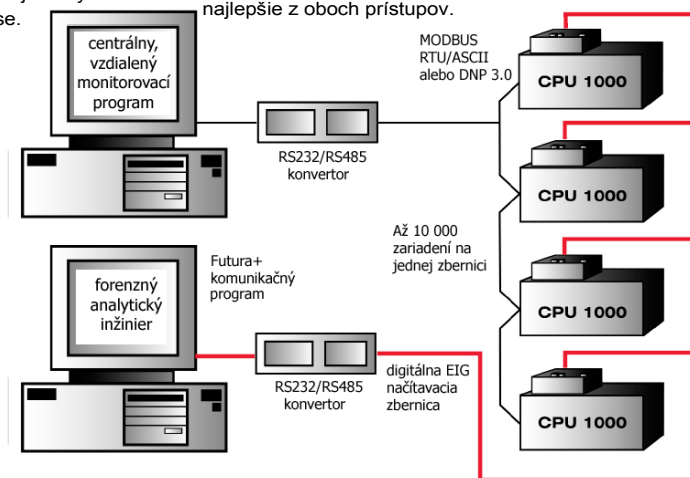 se.
najlepšie z oboch prístupov.
centrálny,
vzdialený
monitorovací
program
RS232/RS485
konvertor
MODBUS
RTU/ASCII
alebo DNP 3.0
CPU 1000
CPU 1000
Až 10 000
zariadení na
jednej zbernici
CPU 1000
CPU 1000
forenzný
analytický
inžinier
Futura+
komunikačný
program
RS232/RS485
konvertor
digitálna EIG
načítavacia
zbernica